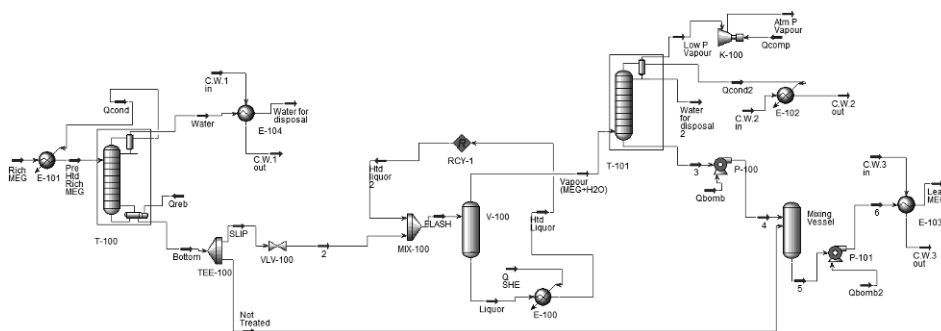 Rich
MEG
E-101
Qcond
Pre
Htd
Rich
MEG
T-100
Qreb
Water
C.W.1
in
E-104
Water for
disposal
C.W.1
out
Bottom
TEE-100
SLIP
VLV-100
2
Not
Treated
Htd
liquor
2
RCY-1
R
MIX-100
FLASH
V-100
Vapour
(MEG+H2O)
Htd
Liquor
Liquor
Q
SHE
E-100
T-101
Low P
Vapour
K-100
Atm P
Vapour
Qcomp
Qcond2
Water
for
disposal
2
C.W.2
in
E-102
C.W.2
out
3
P-100
Qbomb
4
Mixing
Vessel
5
P-101
Qbomb2
6
C.W.3
in
MEG
E-103
C.W.3
out